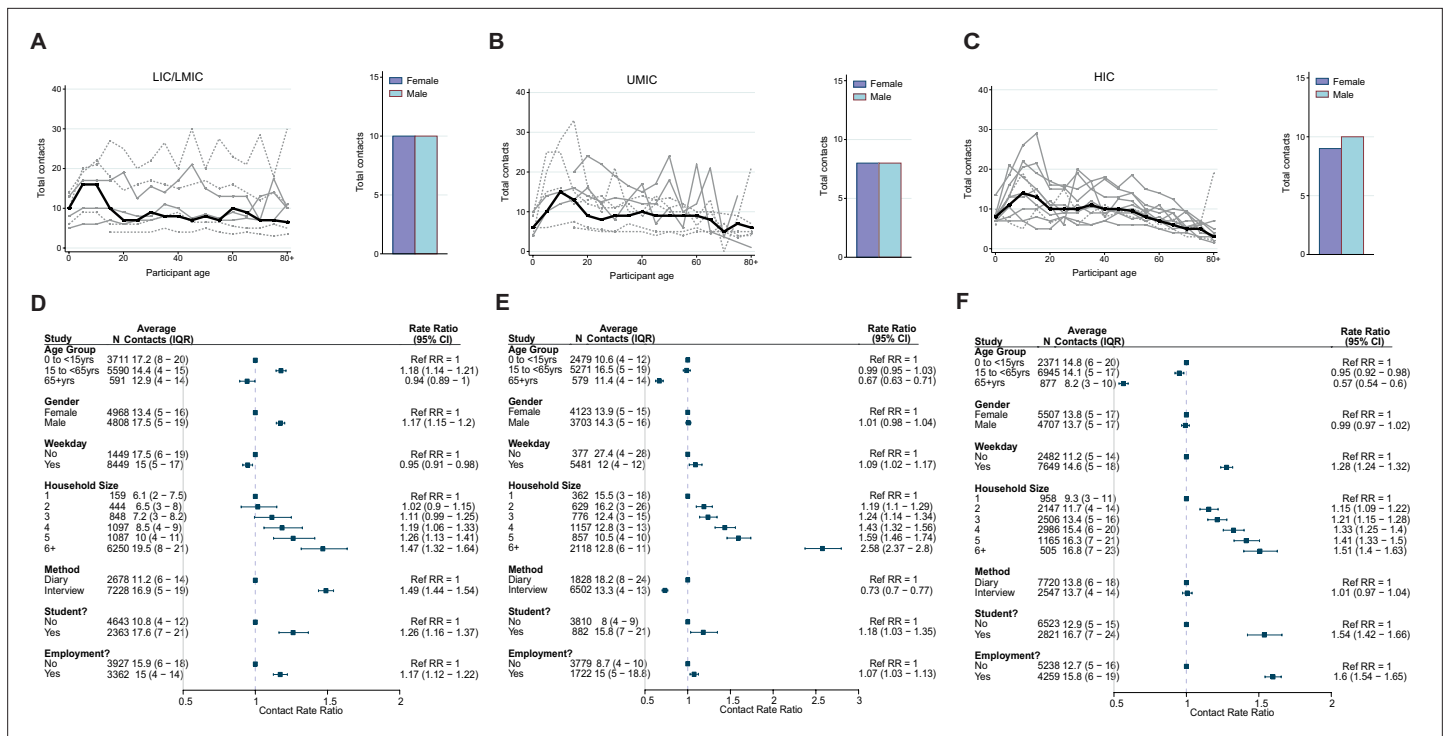 A
LIC/LMIC
Total contacts
40
30
20
10
0
0 20 40 60 80+
Participant age
Total contacts
15
10
5
0
Female
Male
B
UMIC
Total contacts
40
30
20
10
0
0 20 40 60 80+
Participant age
Total contacts
15
10
5
0
Female
Male
C
HIC
Total contacts
40
30
20
10
0
0 20 40 60 80+
Participant age
Total contacts
15
10
5
0
Female
Male
D
Average Rate Ratio
Study N Contacts (IQR) (95% CI)
Age Group
0 to <15yrs 3711 17.2 (8 − 20) Ref RR = 1
15 to <65yrs 5590 14.4 (4 − 15) 1.18 (1.14 − 1.21)
65+yrs 591 12.9 (4 − 14) 0.94 (0.89 − 1)
Gender
Female 4968 13.4 (5 − 16) Ref RR = 1
Male 4808 17.5 (5 − 19) 1.17 (1.15 − 1.2)
Weekday
No 1449 17.5 (6 − 19) Ref RR = 1
Yes 8449 15 (5 − 17) 0.95 (0.91 − 0.98)
Household Size
1 159 6.1 (2 − 7.5) Ref RR = 1
2 444 6.5 (3 − 8) 1.02 (0.9 − 1.15)
3 848 7.2 (3 − 8.2) 1.11 (0.99 − 1.25)
4 1097 8.5 (4 − 9) 1.19 (1.06 − 1.33)
5 1087 10 (4 − 11) 1.26 (1.13 − 1.41)
6+ 6250 19.5 (8 − 21) 1.47 (1.32 − 1.64)
Method
Diary 2678 11.2 (6 − 14) Ref RR = 1
Interview 7228 16.9 (5 − 19) 1.49 (1.44 − 1.54)
Student?
No 4643 10.8 (4 − 12) Ref RR = 1
Yes 2363 17.6 (7 − 21) 1.26 (1.16 − 1.37)
Employment?
No 3927 15.9 (6 − 18) Ref RR = 1
Yes 3362 15 (4 − 14) 1.17 (1.12 − 1.22)
0.5 1 1.5 2
Contact Rate Ratio
E
Average Rate Ratio
Study N Contacts (IQR) (95% CI)
Age Group
0 to <15yrs 2479 10.6 (4 − 12) Ref RR = 1
15 to <65yrs 5271 16.5 (5 − 19) 0.99 (0.95 − 1.03)
65+yrs 579 11.4 (4 − 14) 0.67 (0.63 − 0.71)
Gender
Female 4123 13.9 (5 − 15) Ref RR = 1
Male 3703 14.3 (5 − 16) 1.01 (0.98 − 1.04)
Weekday
No 377 27.4 (4 − 28) Ref RR = 1
Yes 5481 12 (4 − 12) 1.09 (1.02 − 1.17)
Household Size
1 362 15.5 (3 − 18) Ref RR = 1
2 629 16.2 (3 − 26) 1.19 (1.1 − 1.29)
3 776 12.4 (3 − 15) 1.24 (1.14 − 1.34)
4 1157 12.8 (3 − 13) 1.43 (1.32 − 1.56)
5 857 10.5 (4 − 10) 1.59 (1.46 − 1.74)
6+ 2118 12.8 (6 − 11) 2.58 (2.37 − 2.8)
Method
Diary 1828 18.2 (8 − 24) Ref RR = 1
Interview 6502 13.3 (4 − 13) 0.73 (0.7 − 0.77)
Student?
No 3810 8 (4 − 9) Ref RR = 1
Yes 882 15.8 (7 − 21) 1.18 (1.03 − 1.35)
Employment?
No 3779 8.7 (4 − 10) Ref RR = 1
Yes 1722 15 (5 − 18.8) 1.07 (1.03 − 1.13)
0.5 1 1.5 2 2.5 3
Contact Rate Ratio
F
Average Rate Ratio
Study N Contacts (IQR) (95% CI)
Age Group
0 to <15yrs 2371 14.8 (6 − 20) Ref RR = 1
15 to <65yrs 6945 14.1 (5 − 17) 0.95 (0.92 − 0.98)
65yrs 877 8.2 (3 − 10) 0.57 (0.54 − 0.6)
Gender
Female 5507 13.8 (5 − 17) Ref RR = 1
Male 4707 13.7 (5 − 17) 0.99 (0.97 − 1.02)
Weekday
No 2482 11.2 (5 − 14) Ref RR = 1
Yes 7649 14.6 (5 − 18) 1.28 (1.24 − 1.32)
Household Size
1 958 9.3 (3 − 11) Ref RR = 1
2 2147 11.7 (4 − 14) 1.15 (1.09 − 1.22)
3 2506 13.4 (5 − 16) 1.21 (1.15 − 1.28)
4 2986 15.4 (6 − 20) 1.33 (1.25 − 1.4)
5 1165 16.3 (7 − 21) 1.41 (1.33 − 1.5)
6+ 505 16.8 (7 − 23) 1.51 (1.4 − 1.63)
Method
Diary 7720 13.8 (6 − 18) Ref RR = 1
Interview 2547 13.7 (4 − 14) 1.01 (0.97 − 1.04)
Student?
No 6523 12.9 (5 − 15) Ref RR = 1
Yes 2821 16.7 (7 − 24) 1.54 (1.42 − 1.66)
Employment?
No 5238 12.7 (5 − 16) Ref RR = 1
Yes 4259 15.8 (6 − 19) 1.6 (1.54 − 1.65)
0.5 1 1.5 2
Contact Rate Ratio